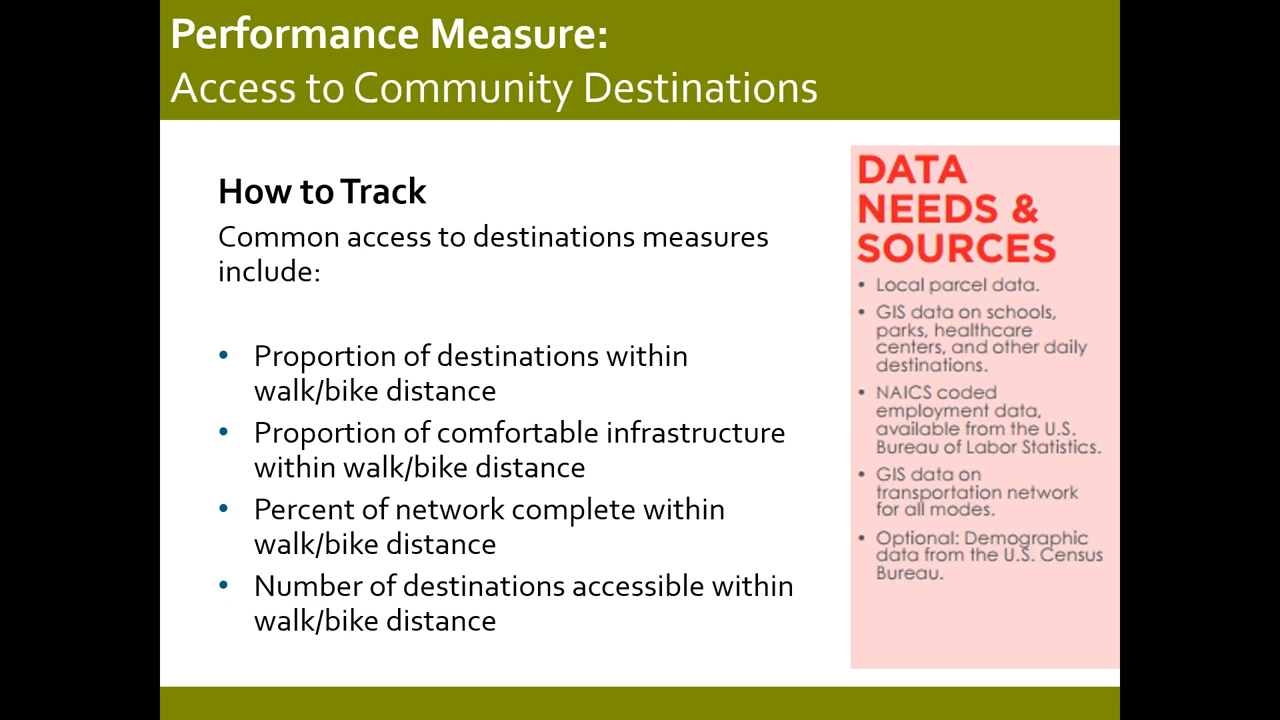 Performance Measure:
Access to Community Destinations
How to Track
Common access to destinations measures
include:
• Proportion of destinations within
walk/bike distance
• Proportion of comfortable infrastructure
within walk/bike distance
• Percent of network complete within
walk/bike distance
• Number of destinations accessible within
walk/bike distance
DATA
NEEDS &
SOURCES
• Local parcel data.
• GIS data on schools,
parks, healthcare
centers, and other daily
destinations.
• NAICS coded
employment data,
available from the U.S.
Bureau of Labor Statistics.
• GIS data on
transportation network
for all modes.
• Optional: Demographic
data from the U.S. Census
Bureau.